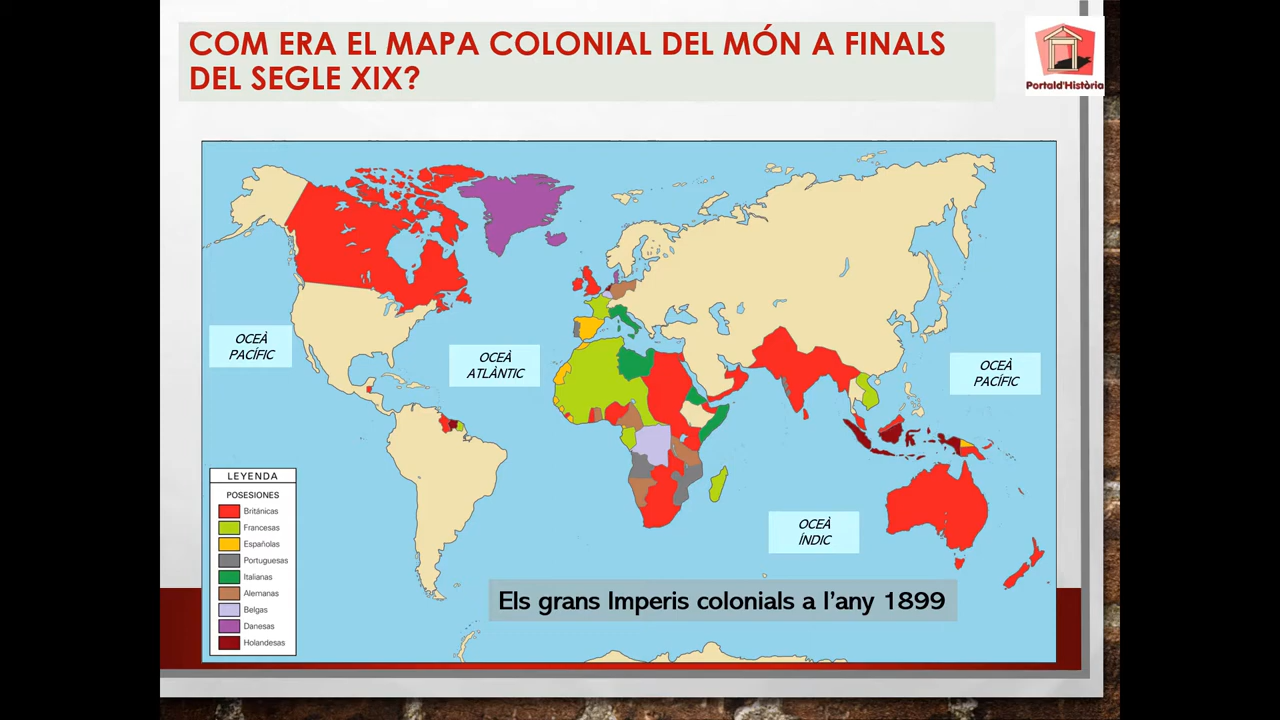 COM ERA EL MAPA COLONIAL DEL MÓN A FINALS
DEL SEGLE XIX?
Portald'Història
OCEÀ
PACÍFIC
OCEÀ
ATLÀNTIC
OCEÀ
PACÍFIC
OCEÀ
ÍNDIC
LEYENDA
POSESIONES
Británicas
Francesas
Españolas
Portuguesas
Italianas
Alemanas
Belgas
Danesas
Holandesas
Els grans Imperis colonials a l'any 1899